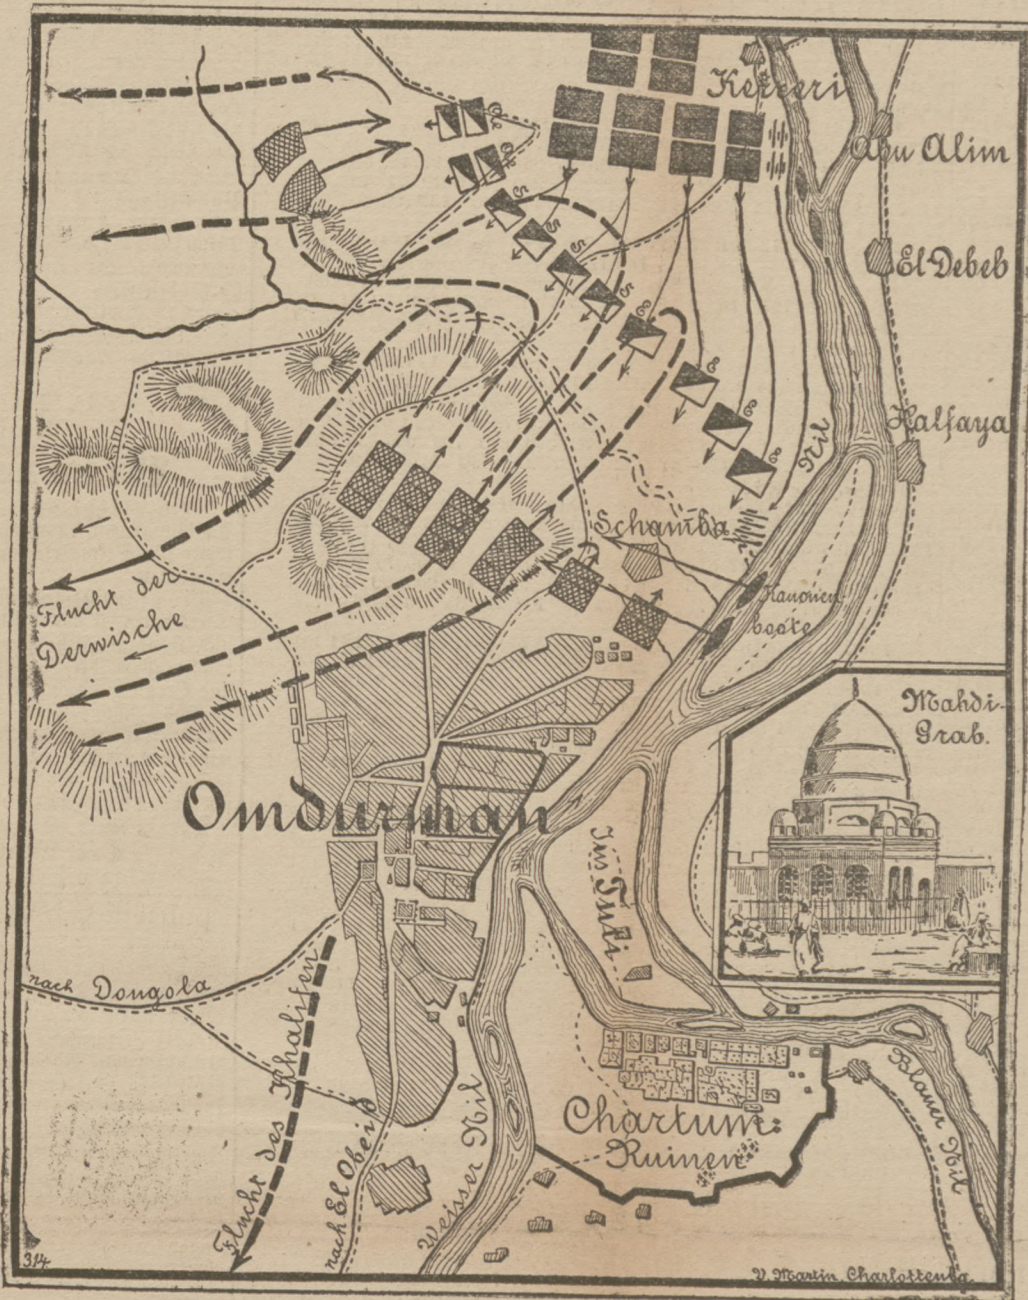 Kerreri
Abu Alim
El Debeb
Halfaya
Nil
Schamba
Kanonen-
boote
Flucht der
Derwische
Mahdi-
Grab.
Omdurman
Ins. Tuti
nach Dongola
Flucht des Khalifen
nach El Obeid
Weisser Nil
Blauer Nil
Chartum:
Ruinen
314
V. Martin Charlottenbg.